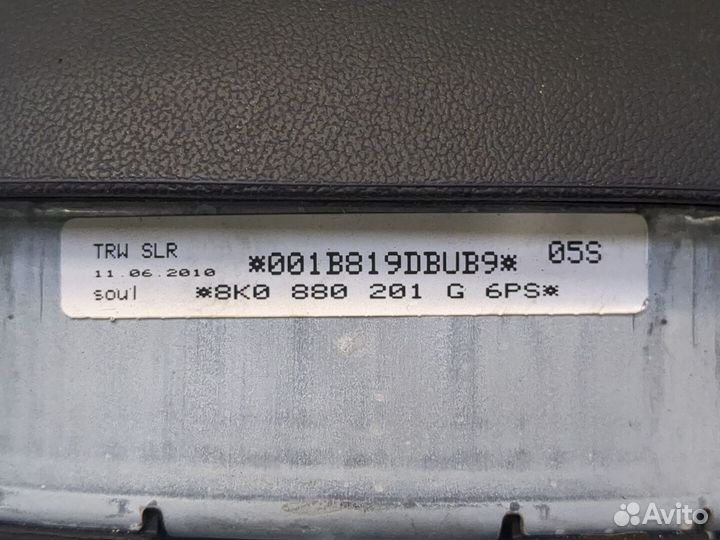 TRW SLR
11.06.2010 *001B819DBUB9* 05S
soul *8K0 880 201 G 6PS*
Avito